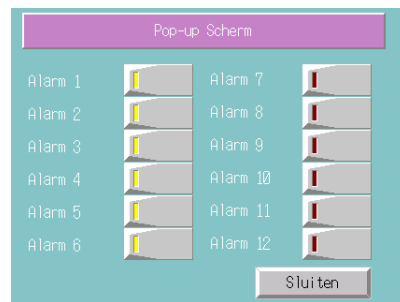 Pop-up Scherm
Alarm 1
Alarm 2
Alarm 3
Alarm 4
Alarm 5
Alarm 6
Alarm 7
Alarm 8
Alarm 9
Alarm 10
Alarm 11
Alarm 12
Sluiten